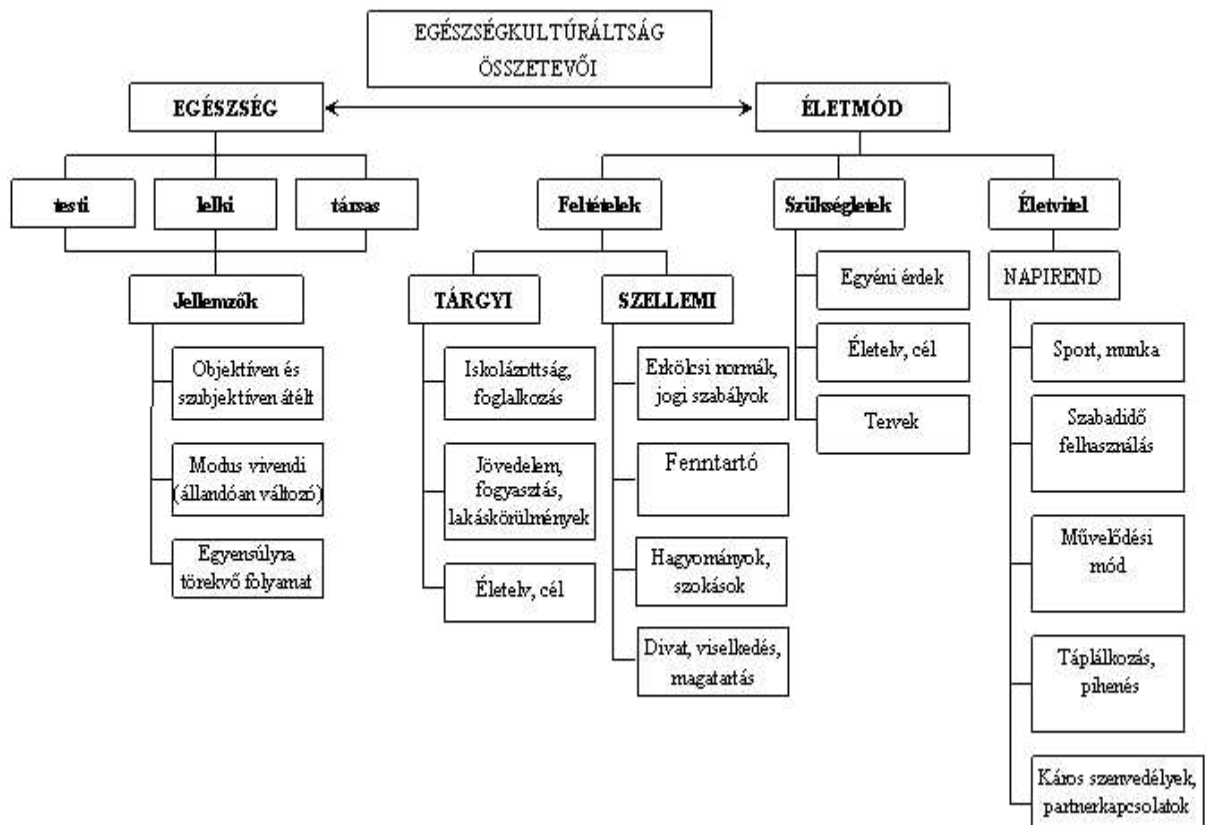 EGÉSZSÉGKULTÚRÁLTSÁG
ÖSSZETEVŐI
EGÉSZSÉG
ÉLETMÓD
testi
lelki
társas
Feltételek
Szükségletek
Életvitel
Jellemzők
TÁRGYI
SZELLEMI
Egyéni érdek
NAPIREND
Objektíven és
szubjektíven átélt
Modus vivendi
(állandóan változó)
Egyensúlyra
törekvő folyamat
Iskolázottság,
foglalkozás
Jövedelem,
fogyasztás,
lakáskörülmények
Életelv, cél
Erkölcsi normák,
jogi szabályok
Fenntartó
Hagyományok,
szokások
Divat, viselkedés,
magatartás
Életelv, cél
Tervek
Sport, munka
Szabadidő
felhasználás
Művelődési
mód
Táplálkozás,
pihenés
Káros szenvedélyek,
partnerkapcsolatok